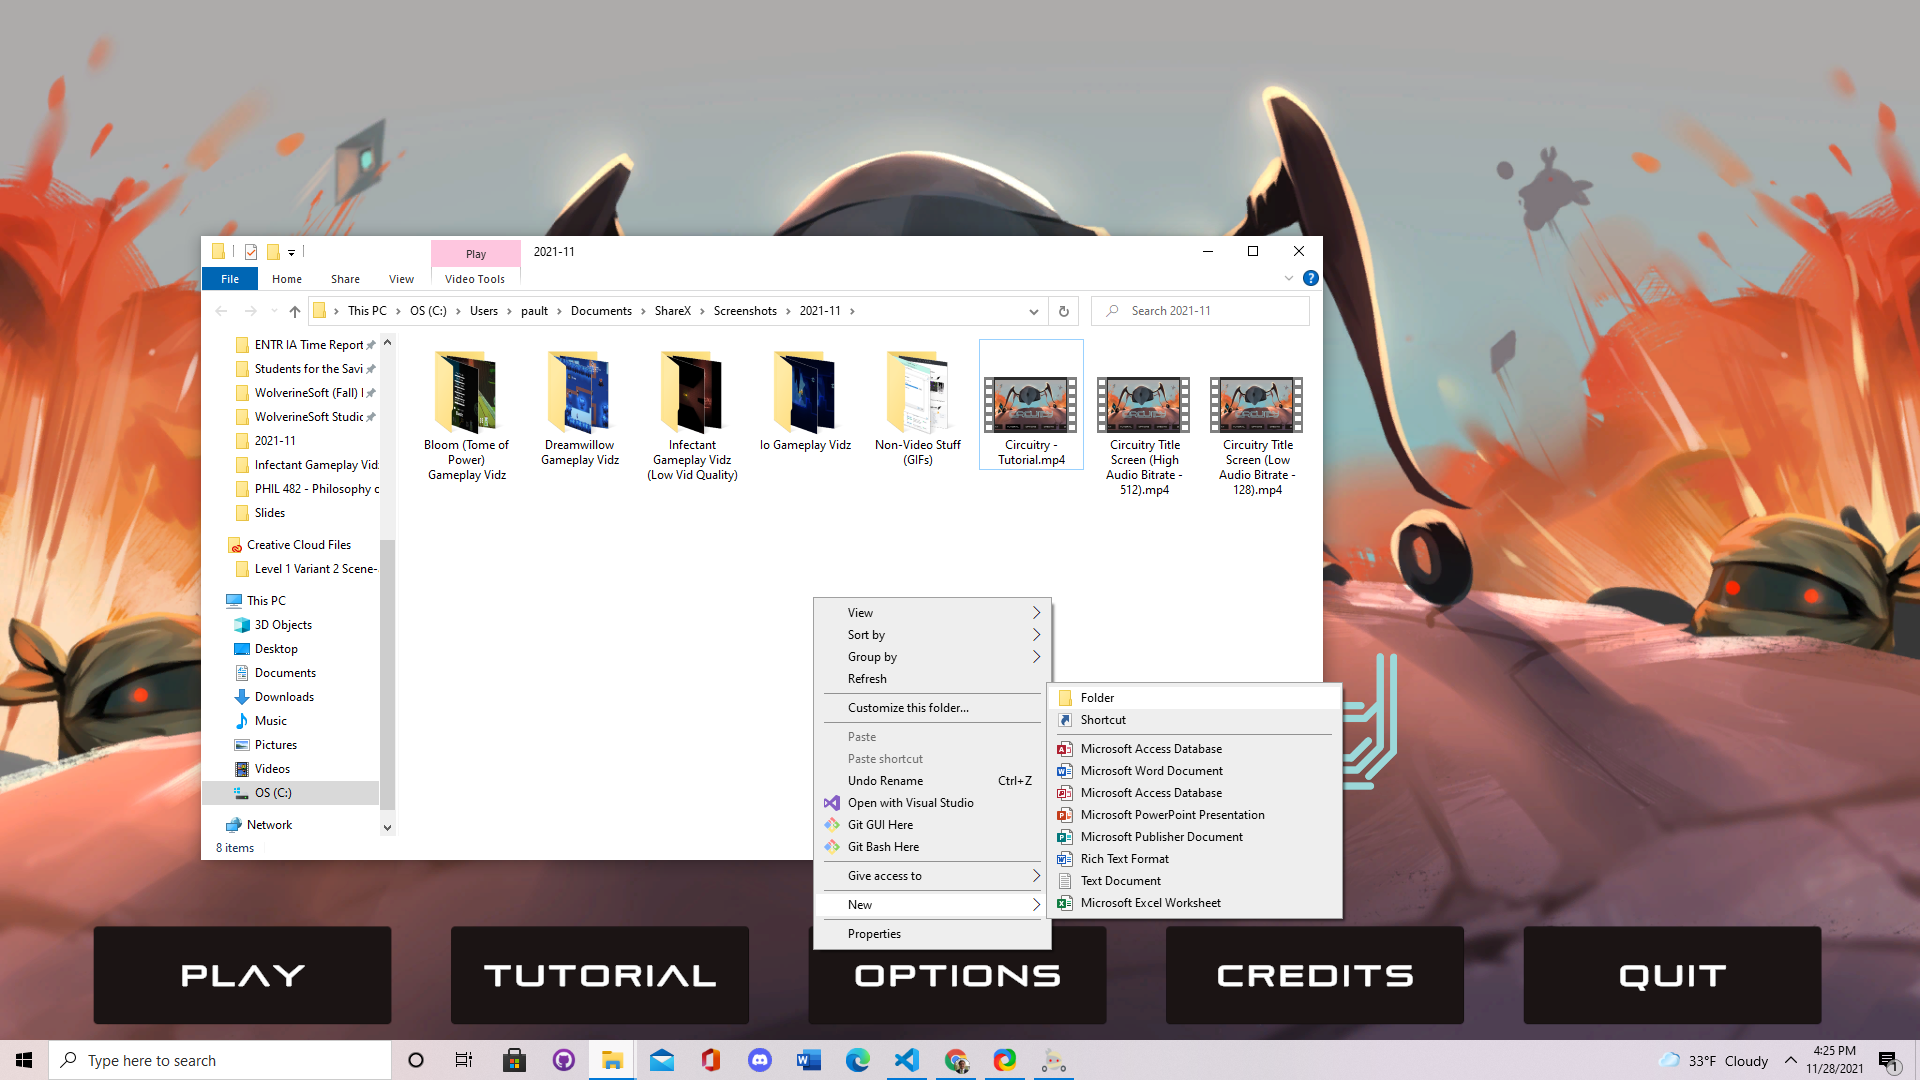 Play
2021-11
File
Home
Share
View
Video Tools
This PC
OS (C:)
Users
pault
Documents
ShareX
Screenshots
2021-11
Search 2021-11
ENTR IA Time Report
Students for the Savi
WolverineSoft (Fall)
WolverineSoft Studic
2021-11
Infectant Gameplay Vid
PHIL 482 - Philosophy c
Slides
Creative Cloud Files
Level 1 Variant 2 Scene-
This PC
3D Objects
Desktop
Documents
Downloads
Music
Pictures
Videos
OS (C:)
Network
8 items
Bloom (Tome of
Power)
Gameplay Vidz
Dreamwillow
Gameplay Vidz
Infectant
Gameplay Vidz
(Low Vid Quality)
Io Gameplay Vidz
Non-Video Stuff
(GIFs)
Circuitry -
Tutorial.mp4
Circuitry Title
Screen (High
Audio Bitrate -
512).mp4
Circuitry Title
Screen (Low
Audio Bitrate -
128).mp4
View
Sort by
Group by
Refresh
Customize this folder...
Paste
Paste shortcut
Undo Rename Ctrl+Z
Open with Visual Studio
Git GUI Here
Git Bash Here
Give access to
New
Properties
Folder
Shortcut
Microsoft Access Database
Microsoft Word Document
Microsoft Access Database
Microsoft PowerPoint Presentation
Microsoft Publisher Document
Rich Text Format
Text Document
Microsoft Excel Worksheet
PLAY
TUTORIAL
OPTIONS
CREDITS
QUIT
Type here to search
33°F Cloudy
4:25 PM
11/28/2021
1